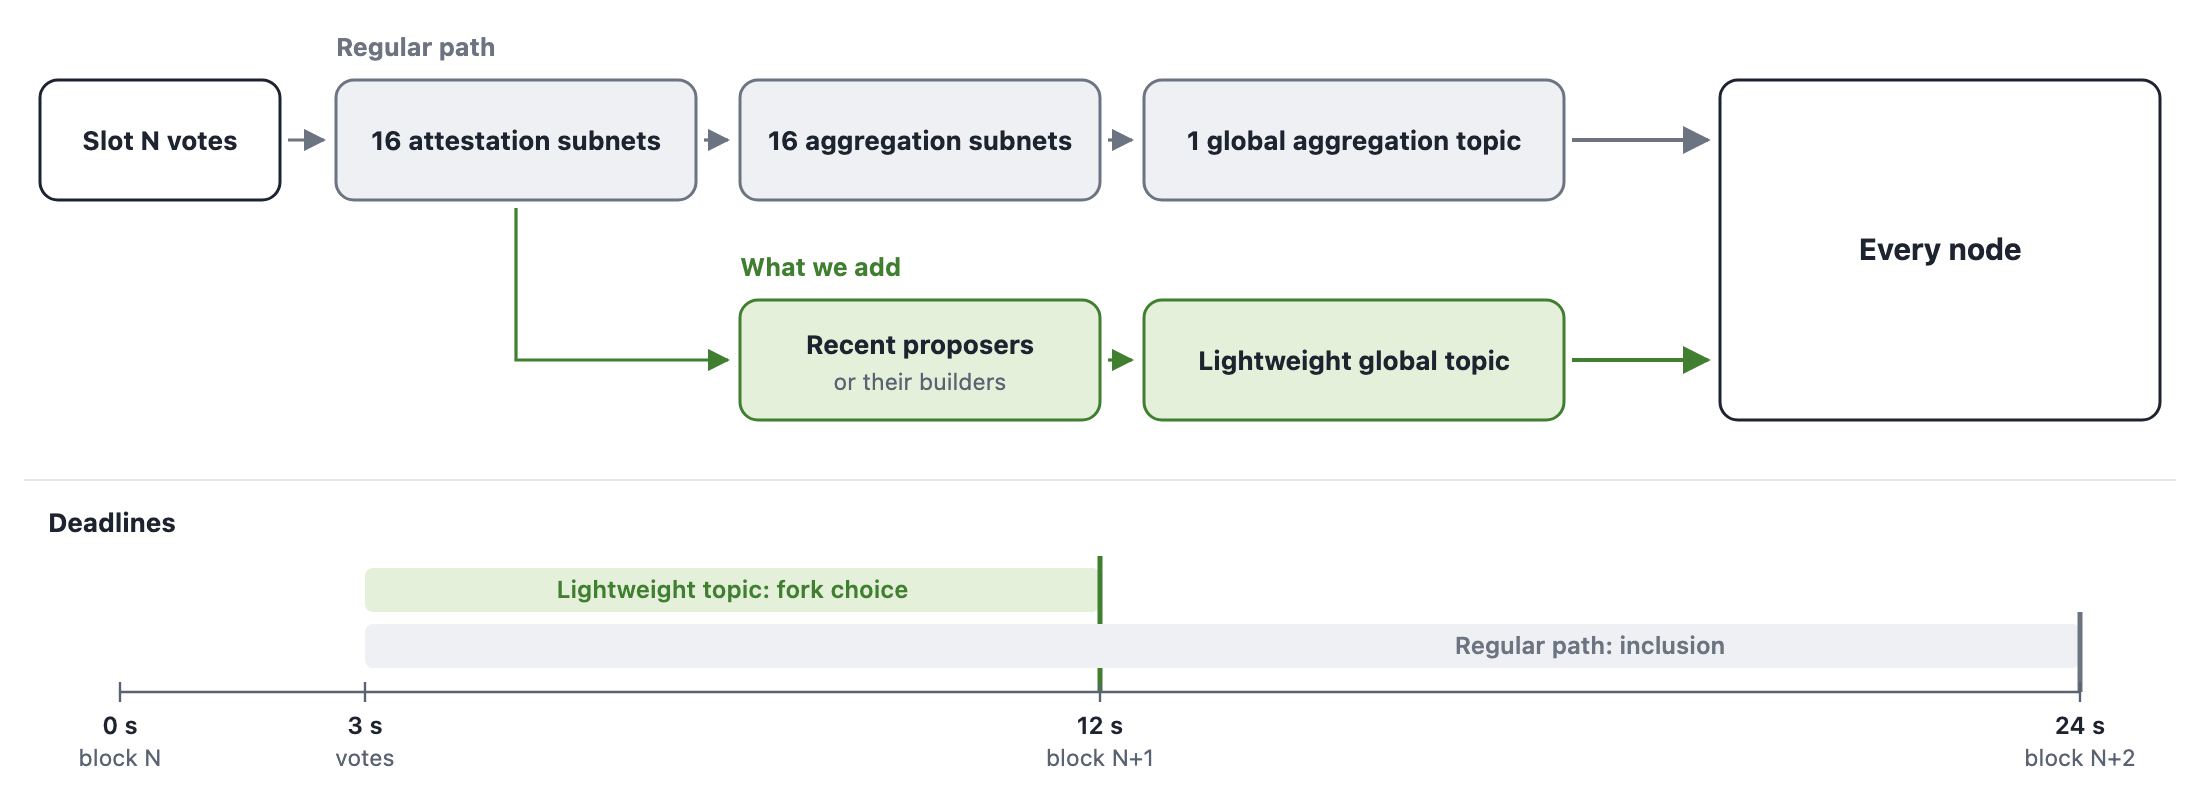 Regular path
Slot N votes
16 attestation subnets
16 aggregation subnets
1 global aggregation topic
Every node
What we add
Recent proposers
or their builders
Lightweight global topic
Deadlines
Lightweight topic: fork choice
Regular path: inclusion
0 s
block N
3 s
votes
12 s
block N+1
24 s
block N+2